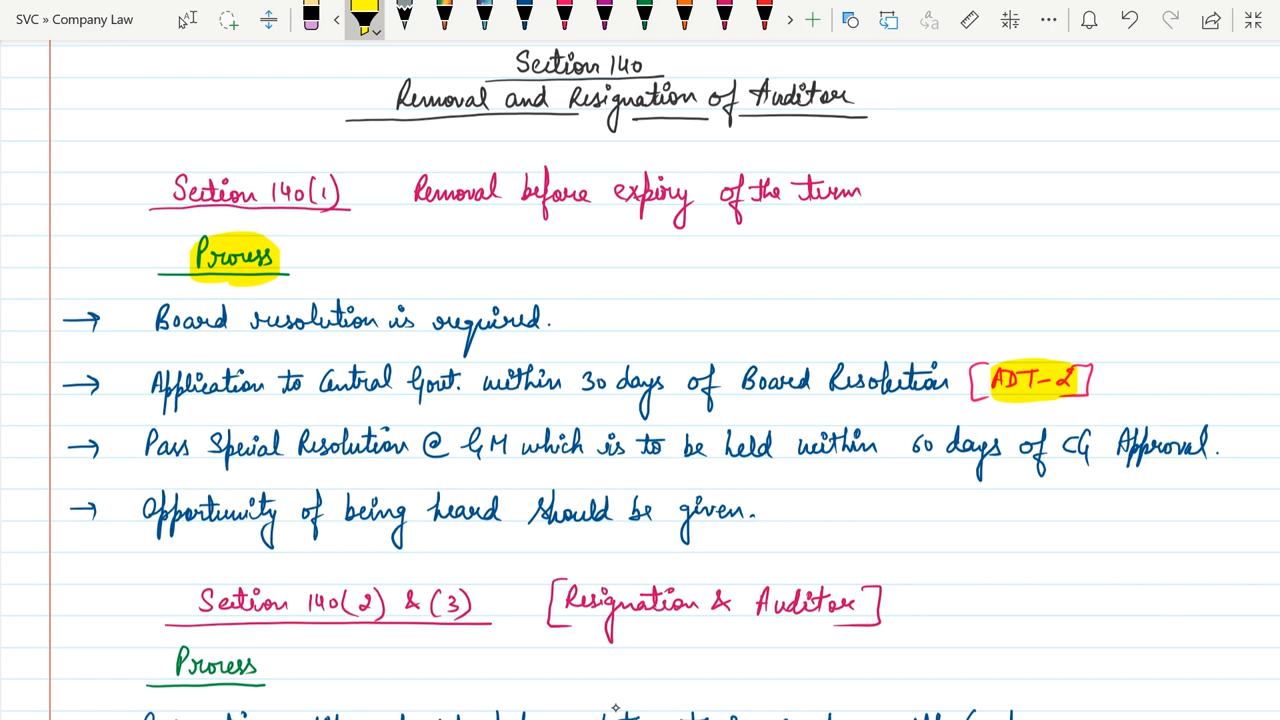 SVC » Company Law
Section 140
Removal and Resignation of Auditor
Section 140(1) Removal before expiry of the term
Process
→ Board resolution is required.
→ Application to Central Govt. within 30 days of Board Resolution [ADT-2]
→ Pass Special Resolution @ GM which is to be held within 60 days of CG Approval.
→ Opportunity of being heard should be given.
Section 140(2) & (3) [Resignation & Auditor]
Process